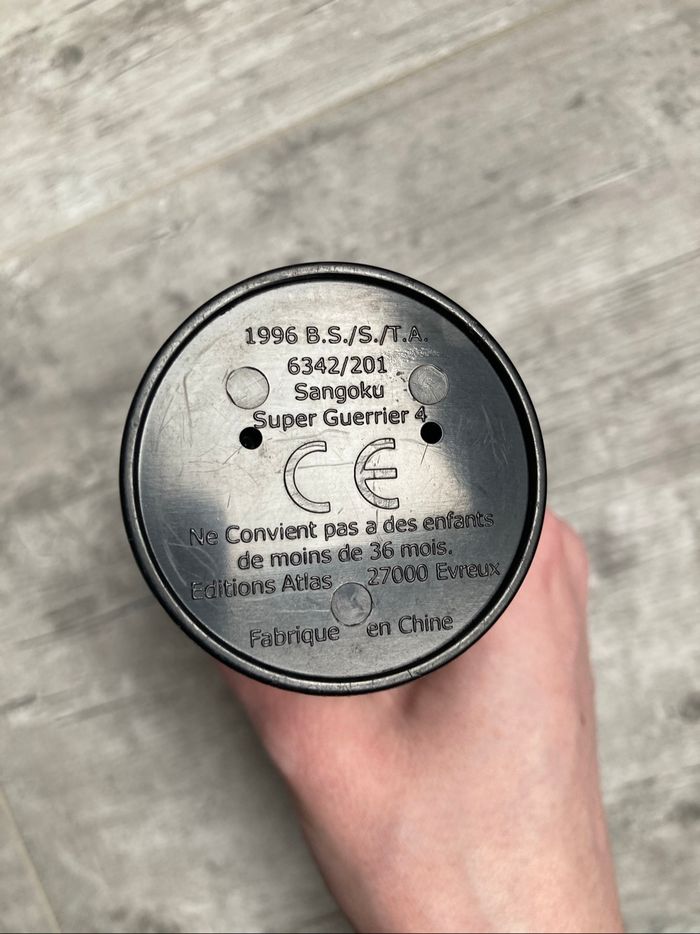 1996 B.S./S./T.A.
6342/201
Sangoku
Super Guerrier 4
CE
Ne Convient pas a des enfants
de moins de 36 mois.
Editions Atlas 27000 Evreux
Fabrique en Chine